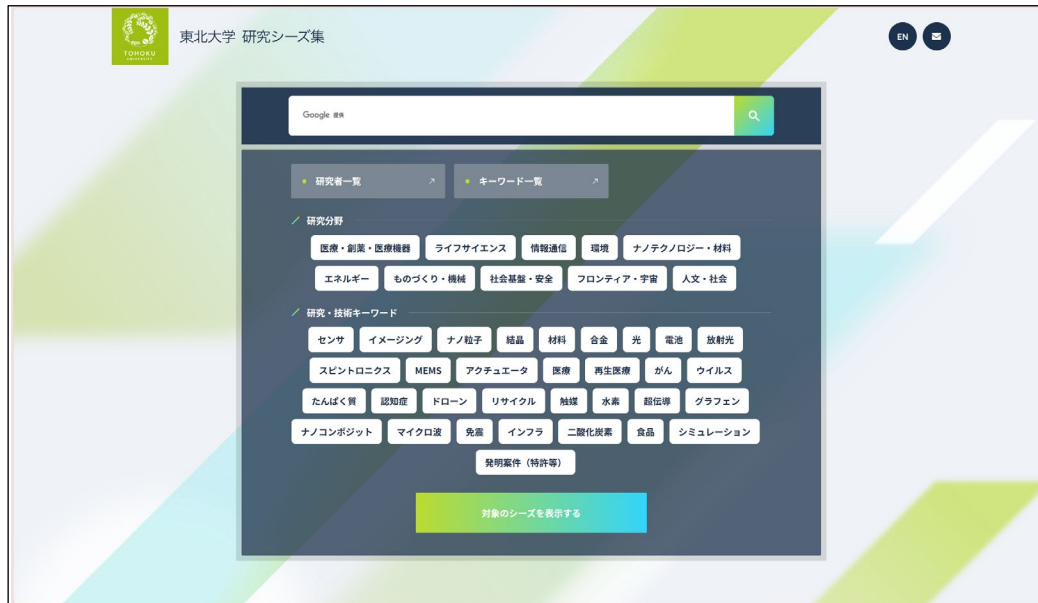 TOHOKU
UNIVERSITY
東北大学 研究シーズ集
EN
Google 提供
研究者一覧
キーワード一覧
研究分野
医療・創薬・医療機器 ライフサイエンス 情報通信 環境 ナノテクノロジー・材料
エネルギー ものづくり・機械 社会基盤・安全 フロンティア・宇宙 人文・社会
研究・技術キーワード
センサ イメージング ナノ粒子 結晶 材料 合金 光 電池 放射光
スピントロニクス MEMS アクチュエータ 医療 再生医療 がん ウイルス
たんぱく質 認知症 ドローン リサイクル 触媒 水素 超伝導 グラフェン
ナノコンポジット マイクロ波 免震 インフラ 二酸化炭素 食品 シミュレーション
発明案件（特許等）
対象のシーズを表示する